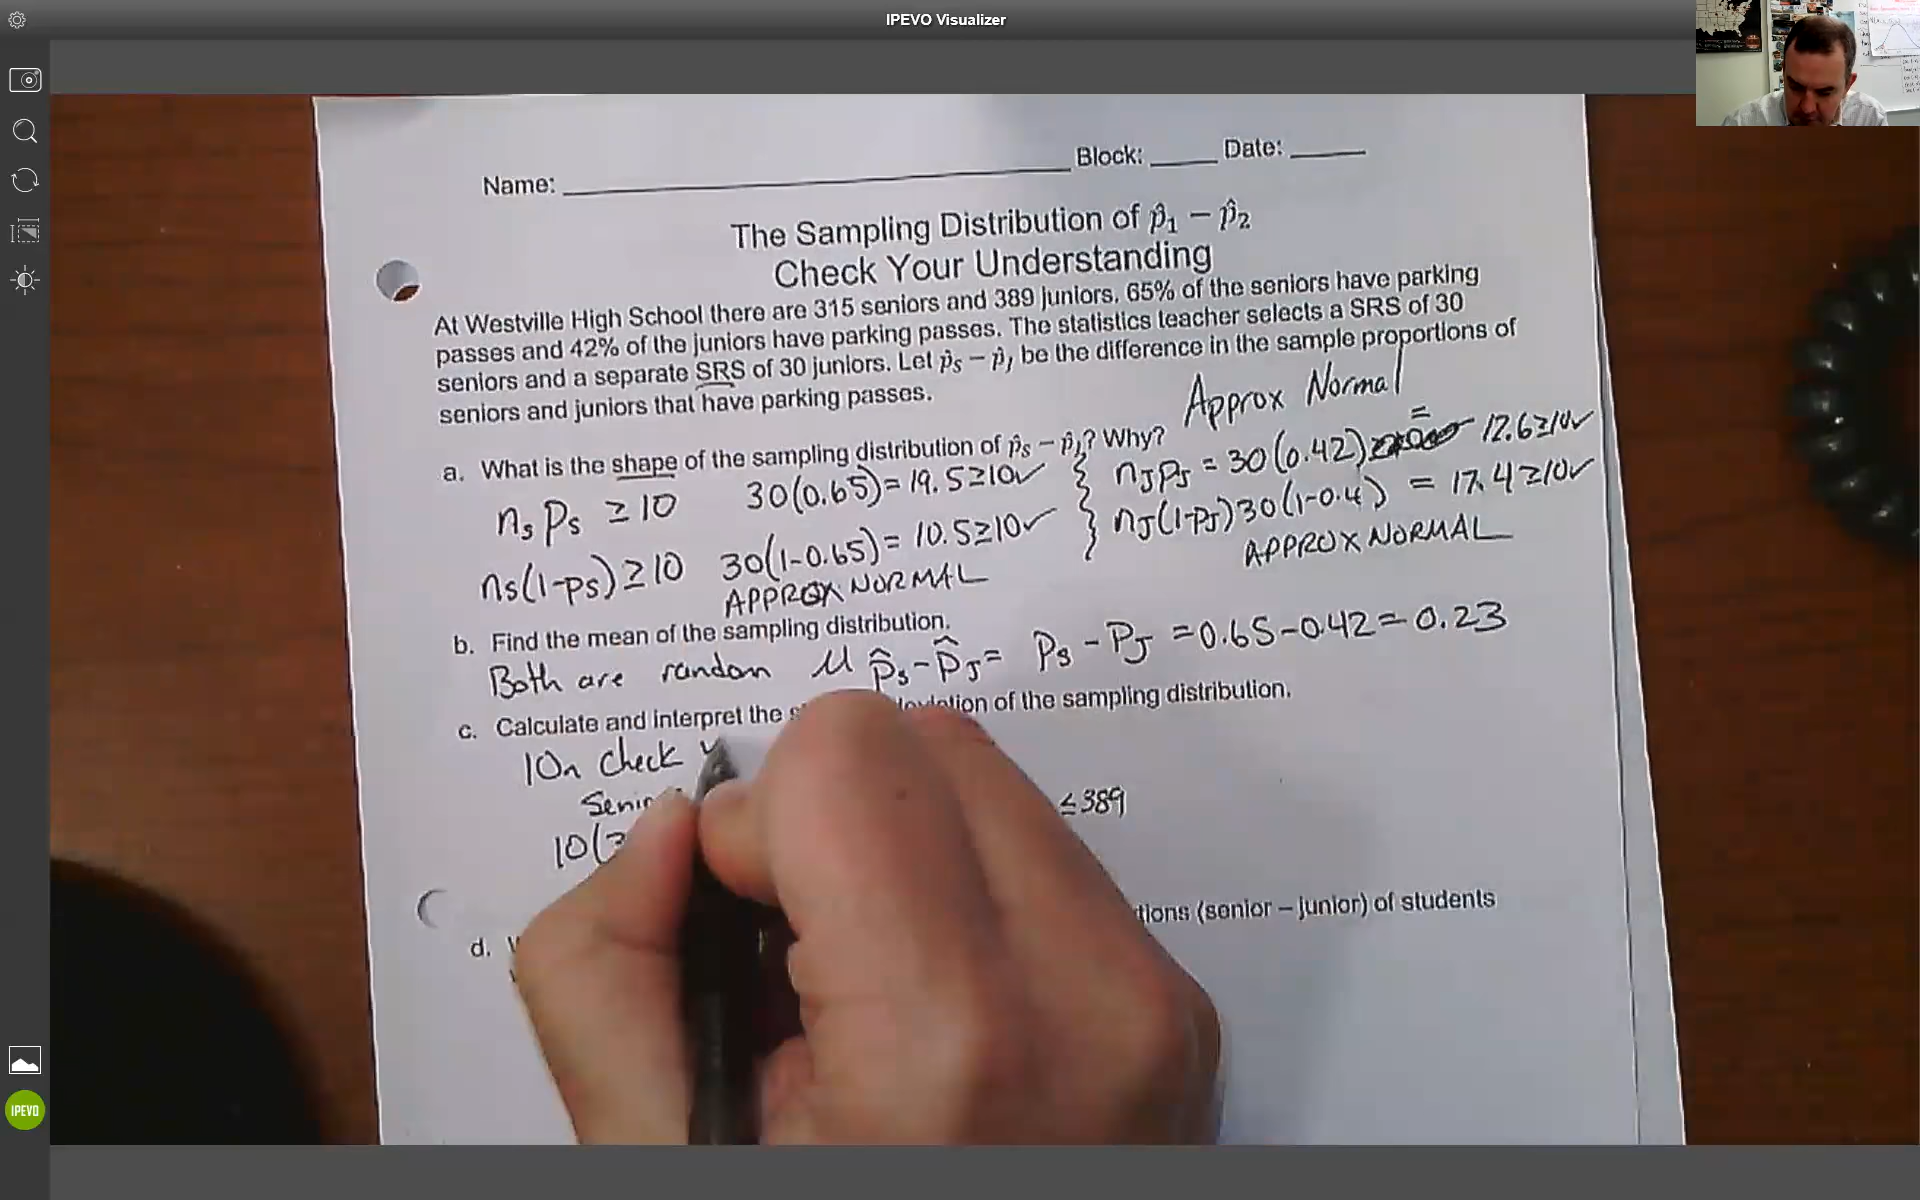 IPEVO Visualizer
Name: Block: Date:
The Sampling Distribution of p̂₁ − p̂₂
Check Your Understanding
At Westville High School there are 315 seniors and 389 juniors. 65% of the seniors have parking
passes and 42% of the juniors have parking passes. The statistics teacher selects a SRS of 30
seniors and a separate SRS of 30 juniors. Let p̂S − p̂J be the difference in the sample proportions of
seniors and juniors that have parking passes.
Approx Normal
a. What is the shape of the sampling distribution of p̂S − p̂J? Why?
ns ps ≥10 30(0.65)= 19.5≥10✓ nJ pJ = 30(0.42) = 12.6≥10✓
ns(1-ps)≥10 30(1-0.65)= 10.5≥10✓ nJ(1-pJ) 30(1-0.4) = 17.4≥10✓
APPROX NORMAL APPROX NORMAL
b. Find the mean of the sampling distribution.
Both are random μ p̂s-p̂J= Ps - PJ =0.65-0.42=0.23
c. Calculate and interpret the of the sampling distribution.
10n check
≤389
10(
tions (senior – junior) of students
d.
IPEVO